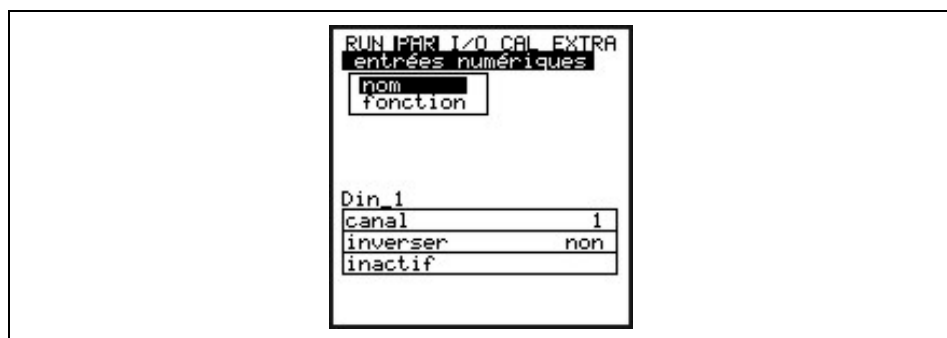 RUN PAR I/O CAL EXTRA
entrées numériques
nom
fonction
Din_1
canal 1
inverser non
inactif